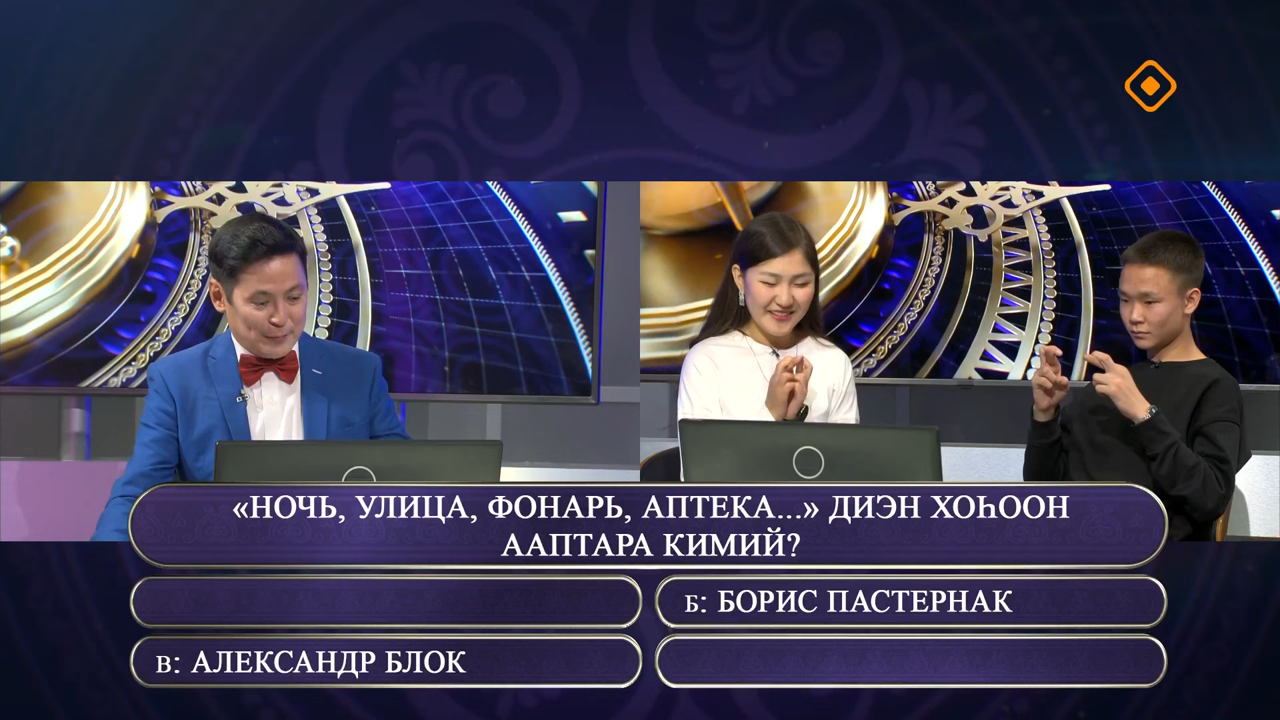 «НОЧЬ, УЛИЦА, ФОНАРЬ, АПТЕКА...» ДИЭН ХОҺООН
ААПТАРА КИМИЙ?
Б: БОРИС ПАСТЕРНАК
В: АЛЕКСАНДР БЛОК